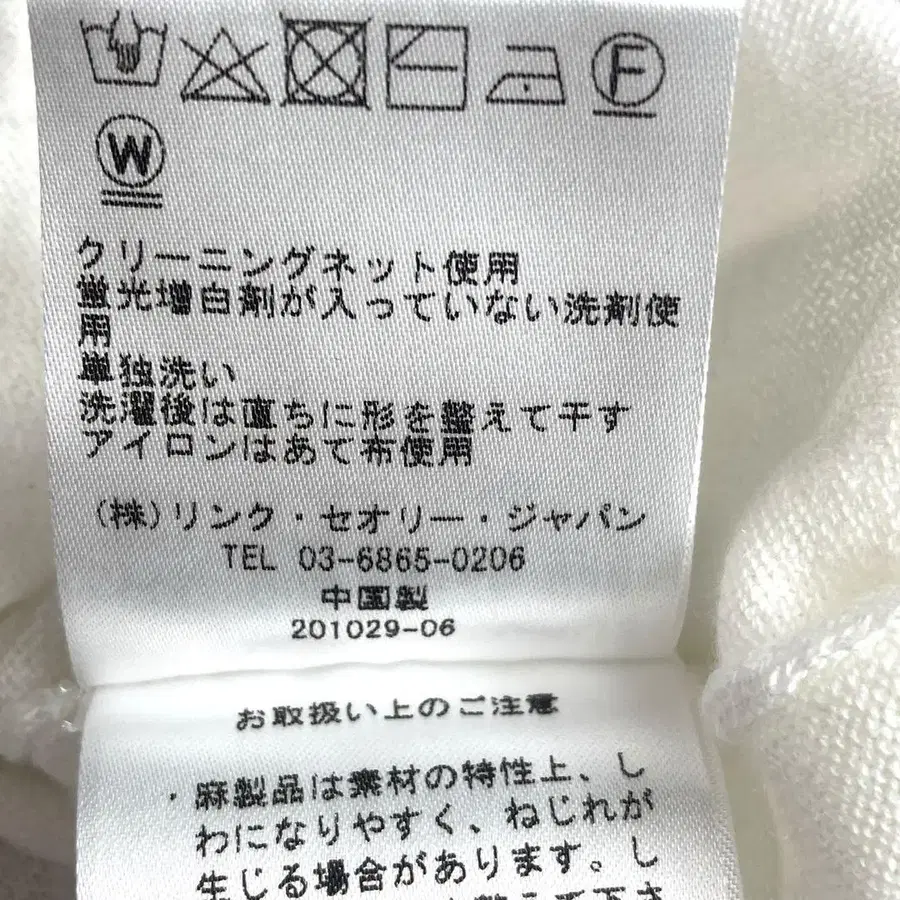 F
W
クリーニングネット使用
蛍光増白剤が入っていない洗剤使
用
単独洗い
洗濯後は直ちに形を整えて干す
アイロンはあて布使用
(株)リンク・セオリー・ジャパン
TEL 03-6865-0206
中国製
201029-06
お取扱い上のご注意
・麻製品は素材の特性上、し
わになりやすく、ねじれが
生じる場合があります。し